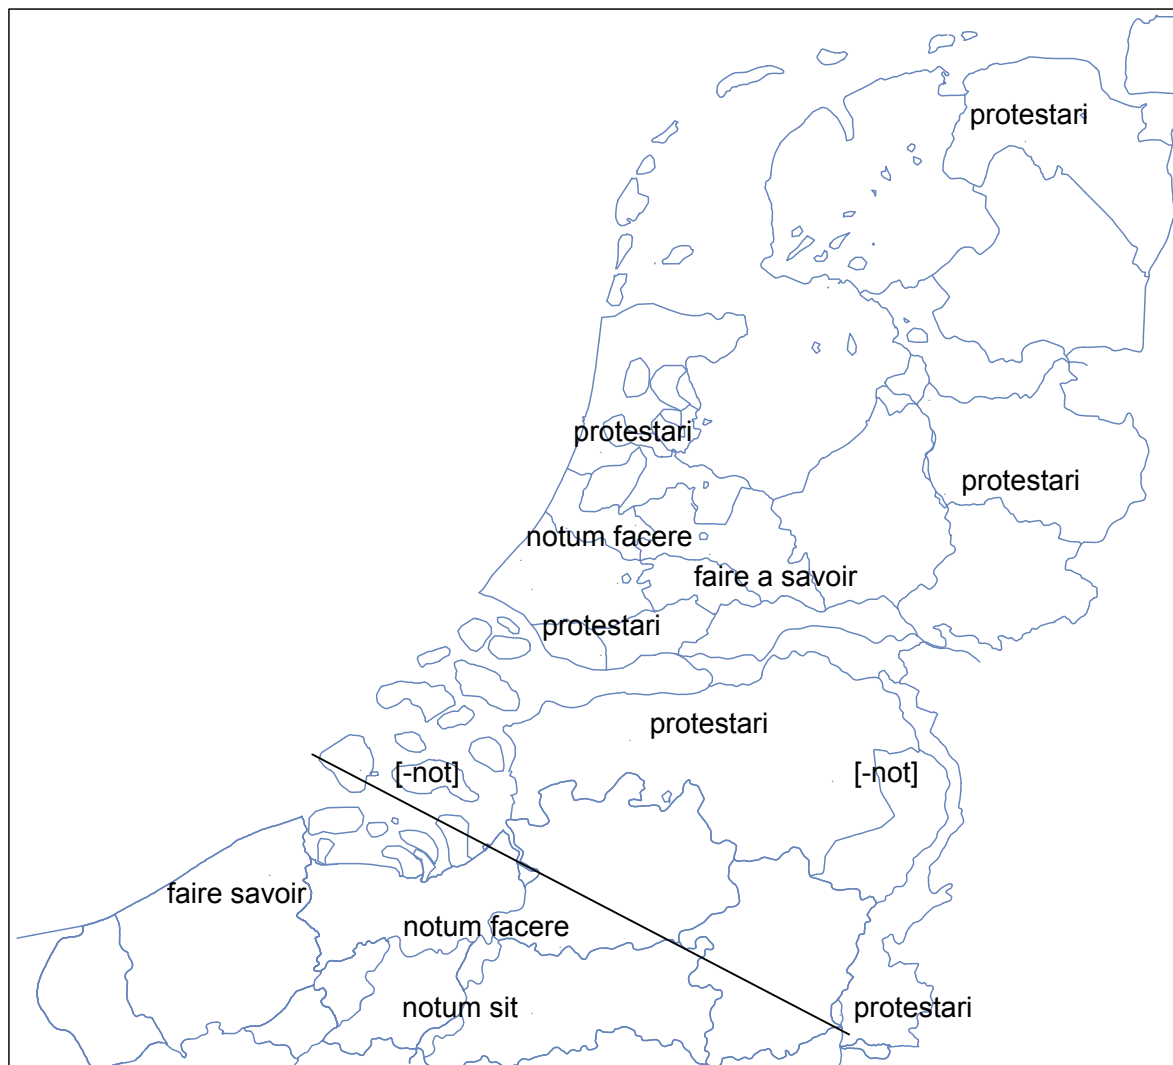 protestari
protestari
protestari
notum facere
faire a savoir
protestari
protestari
[-not]
[-not]
faire savoir
notum facere
notum sit
protestari